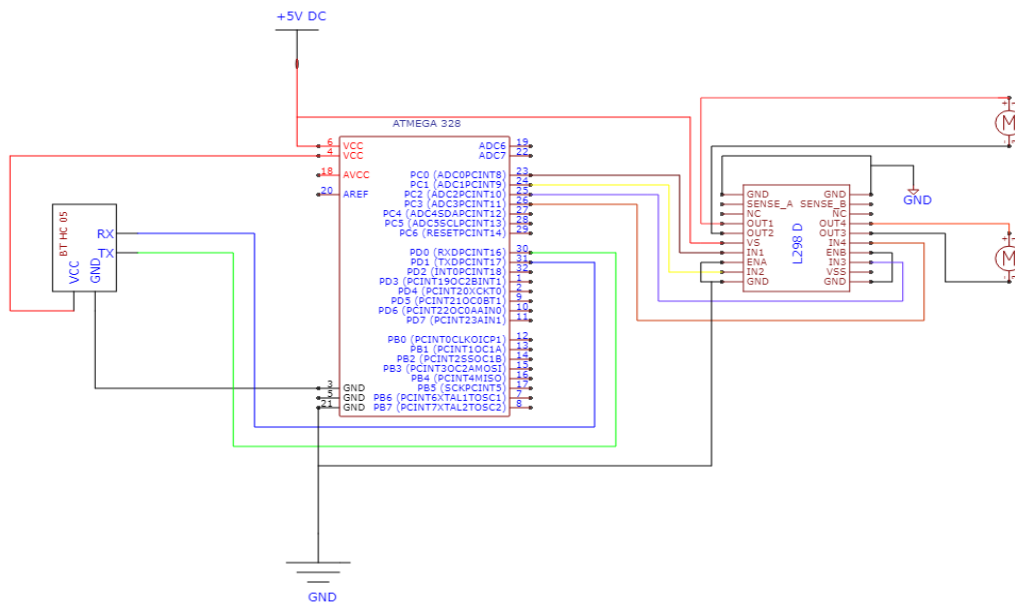 +5V DC
ATMEGA 328
6 VCC
4 VCC
18 AVCC
20 AREF
ADC6 19
ADC7 22
PC0 (ADC0PCINT8) 23
PC1 (ADC1PCINT9) 24
PC2 (ADC2PCINT10) 25
PC3 (ADC3PCINT11) 26
PC4 (ADC4SDAPCINT12) 27
PC5 (ADC5SCLPCINT13) 28
PC6 (RESETPCINT14) 29
PD0 (RXDPCINT16) 30
PD1 (TXDPCINT17) 31
PD2 (INT0PCINT18) 32
PD3 (PCINT19OC2BINT1) 1
PD4 (PCINT20XCKT0) 2
PD5 (PCINT21OC0BT1) 9
PD6 (PCINT22OC0AAIN0) 10
PD7 (PCINT23AIN1) 11
PB0 (PCINT0CLKOICP1) 12
PB1 (PCINT1OC1A) 13
PB2 (PCINT2SSOC1B) 14
PB3 (PCINT3OC2AMOSI) 15
PB4 (PCINT4MISO) 16
PB5 (SCKPCINT5) 17
PB6 (PCINT6XTAL1TOSC1) 7
PB7 (PCINT7XTAL2TOSC2) 8
3 GND
5 GND
21 GND
BT HC 05
RX
TX
VCC
GND
GND
L298 D
GND
SENSE_A
NC
OUT1
OUT2
VS
IN1
ENA
IN2
GND
GND
SENSE_B
NC
OUT4
OUT3
IN4
ENB
IN3
VSS
GND
GND
+
M
-
+
M
-